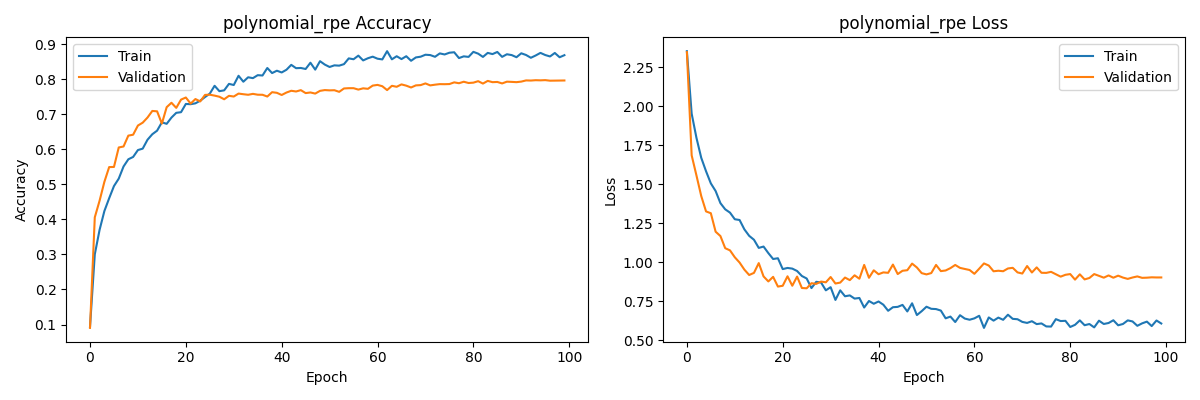 polynomial_rpe Accuracy
Train
Validation
0.9
0.8
0.7
0.6
0.5
0.4
0.3
0.2
0.1
Accuracy
0 20 40 60 80 100
Epoch
polynomial_rpe Loss
Train
Validation
2.25
2.00
1.75
1.50
1.25
1.00
0.75
0.50
Loss
0 20 40 60 80 100
Epoch